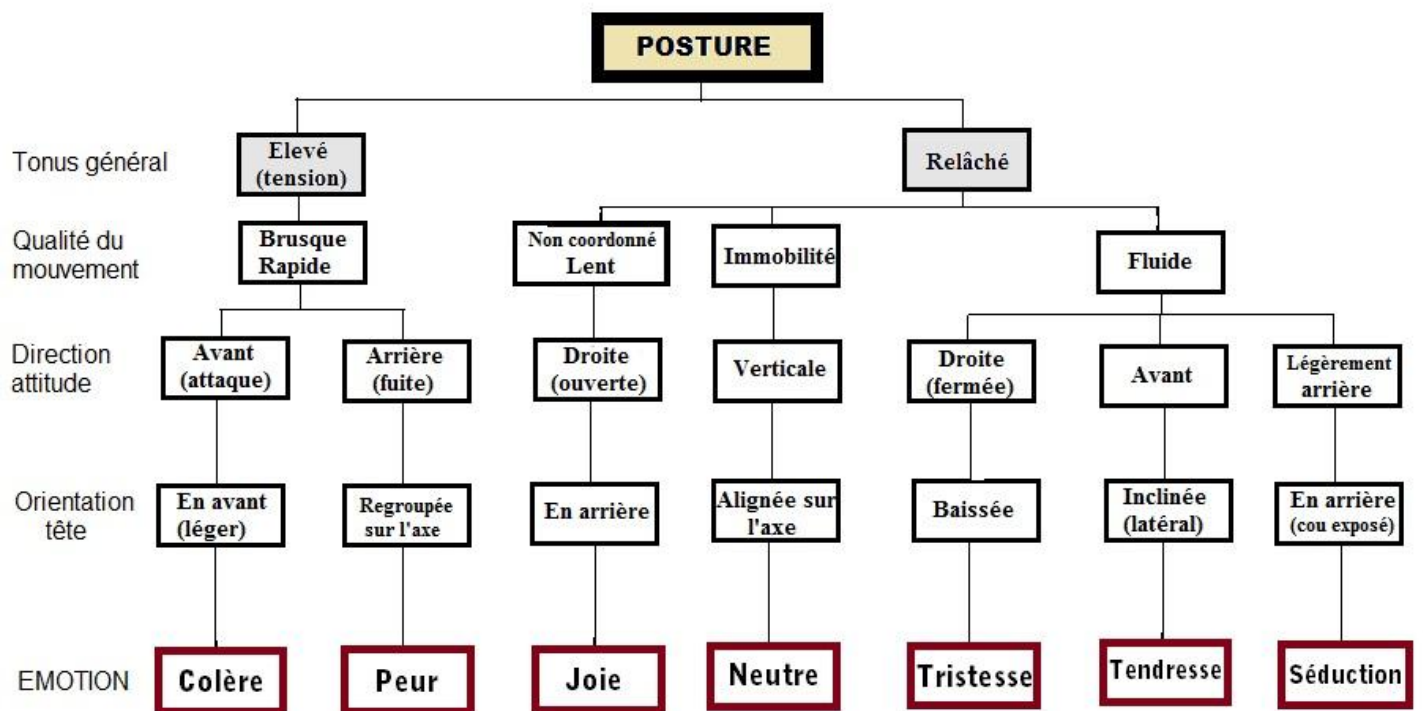 POSTURE
Tonus général
Elevé
(tension)
Relâché
Qualité du
mouvement
Brusque
Rapide
Non coordonné
Lent
Immobilité
Fluide
Direction
attitude
Avant
(attaque)
Arrière
(fuite)
Droite
(ouverte)
Verticale
Droite
(fermée)
Avant
Légèrement
arrière
Orientation
tête
En avant
(léger)
Regroupée
sur l'axe
En arrière
Alignée sur
l'axe
Baissée
Inclinée
(latéral)
En arrière
(cou exposé)
EMOTION
Colère
Peur
Joie
Neutre
Tristesse
Tendresse
Séduction